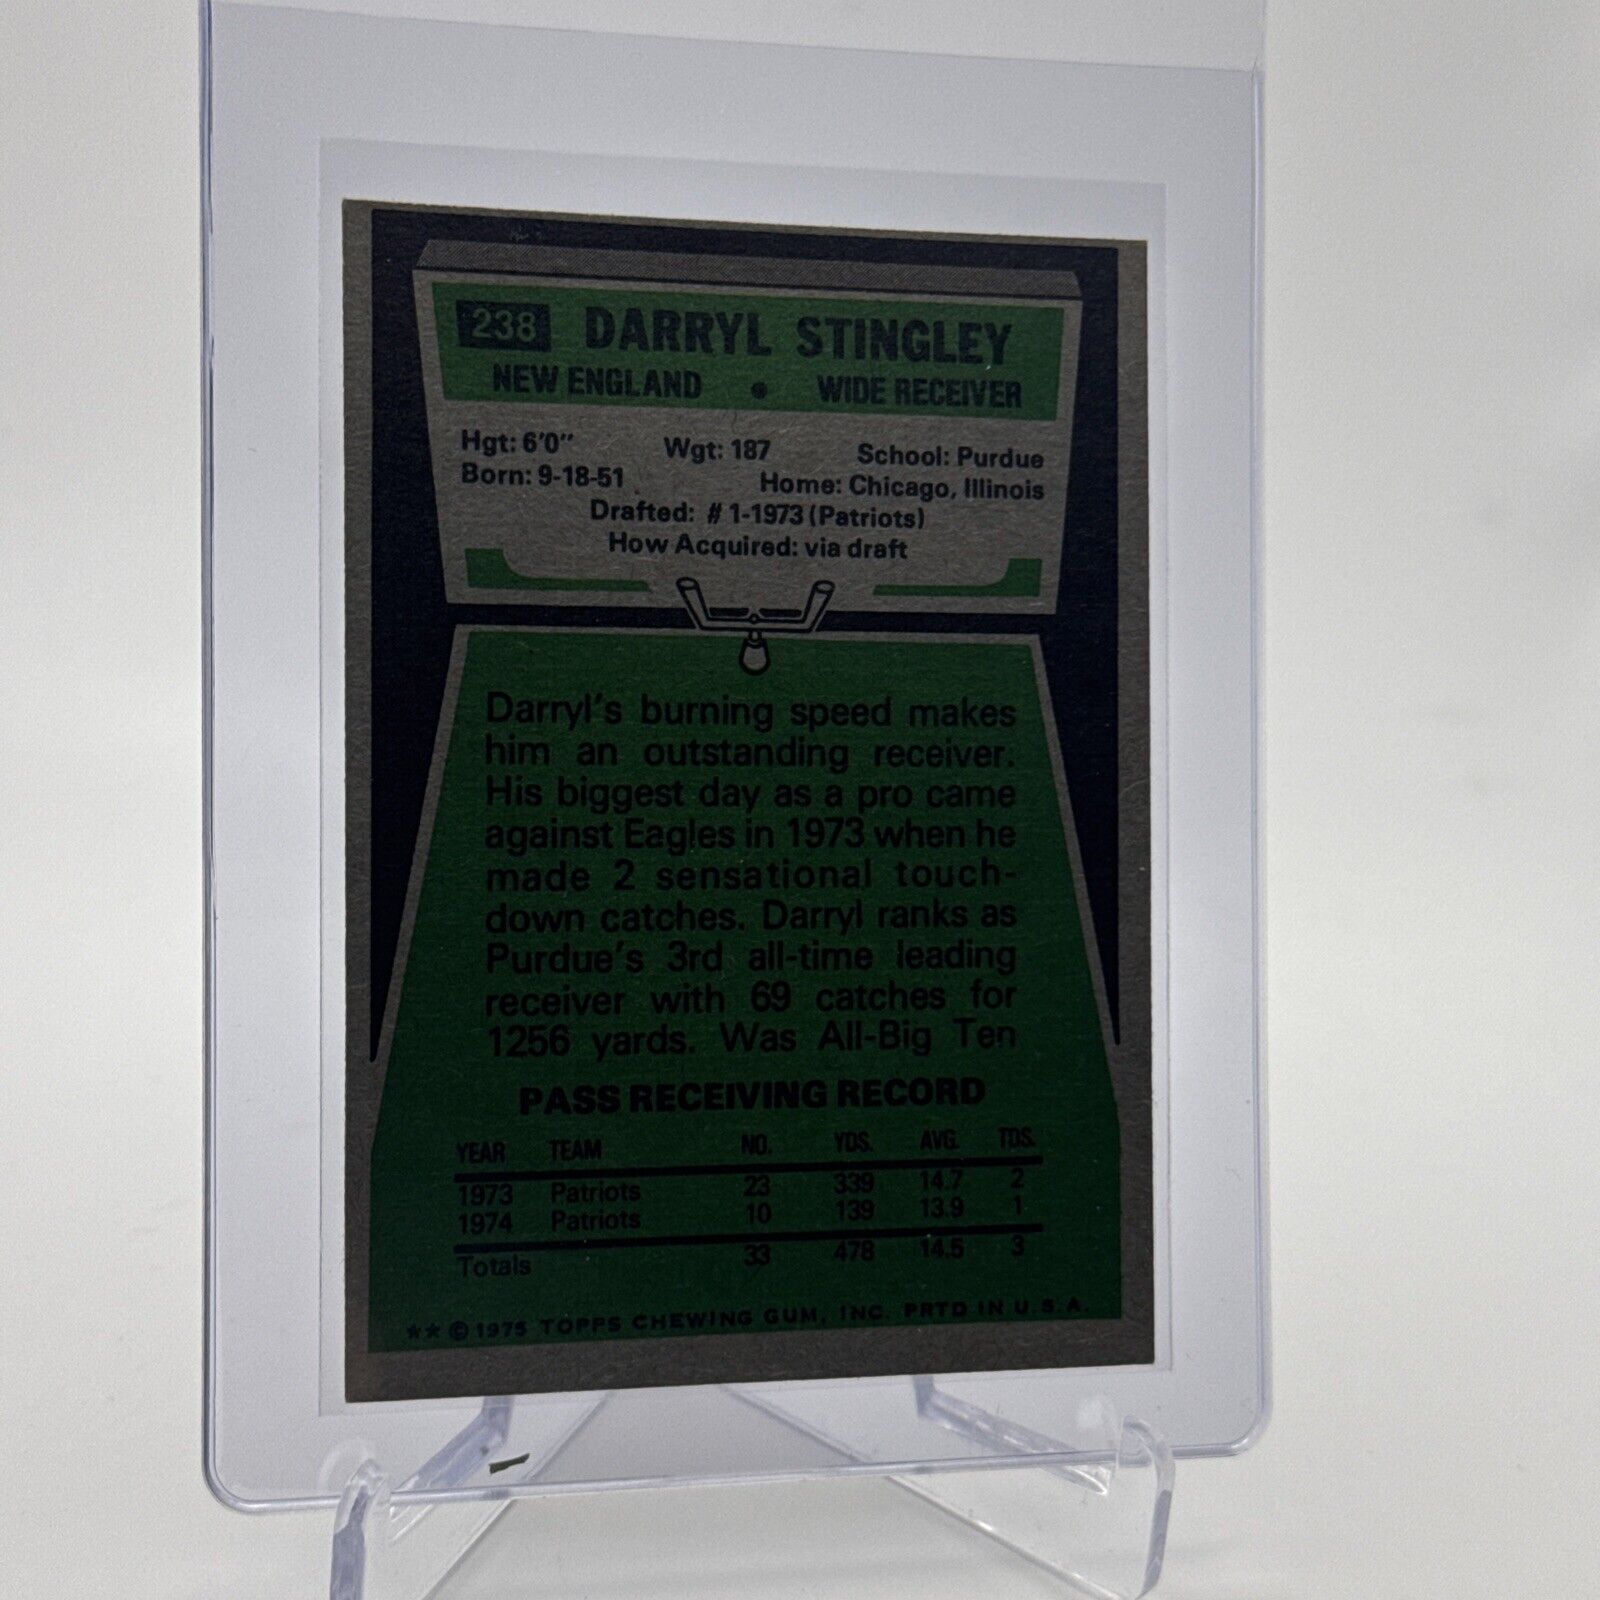 238 DARRYL STINGLEY
NEW ENGLAND • WIDE RECEIVER
Hgt: 6'0" Wgt: 187 School: Purdue
Born: 9-18-51 Home: Chicago, Illinois
Drafted: #1-1973 (Patriots)
How Acquired: via draft
Darryl's burning speed makes
him an outstanding receiver.
His biggest day as a pro came
against Eagles in 1973 when he
made 2 sensational touch-
down catches. Darryl ranks as
Purdue's 3rd all-time leading
receiver with 69 catches for
1256 yards. Was All-Big Ten
PASS RECEIVING RECORD
YEAR TEAM NO. YDS. AVG. TDS.
1973 Patriots 23 339 14.7 2
1974 Patriots 10 139 13.9 1
Totals 33 478 14.5 3
★★ © 1975 TOPPS CHEWING GUM, INC. PRTD IN U.S.A.